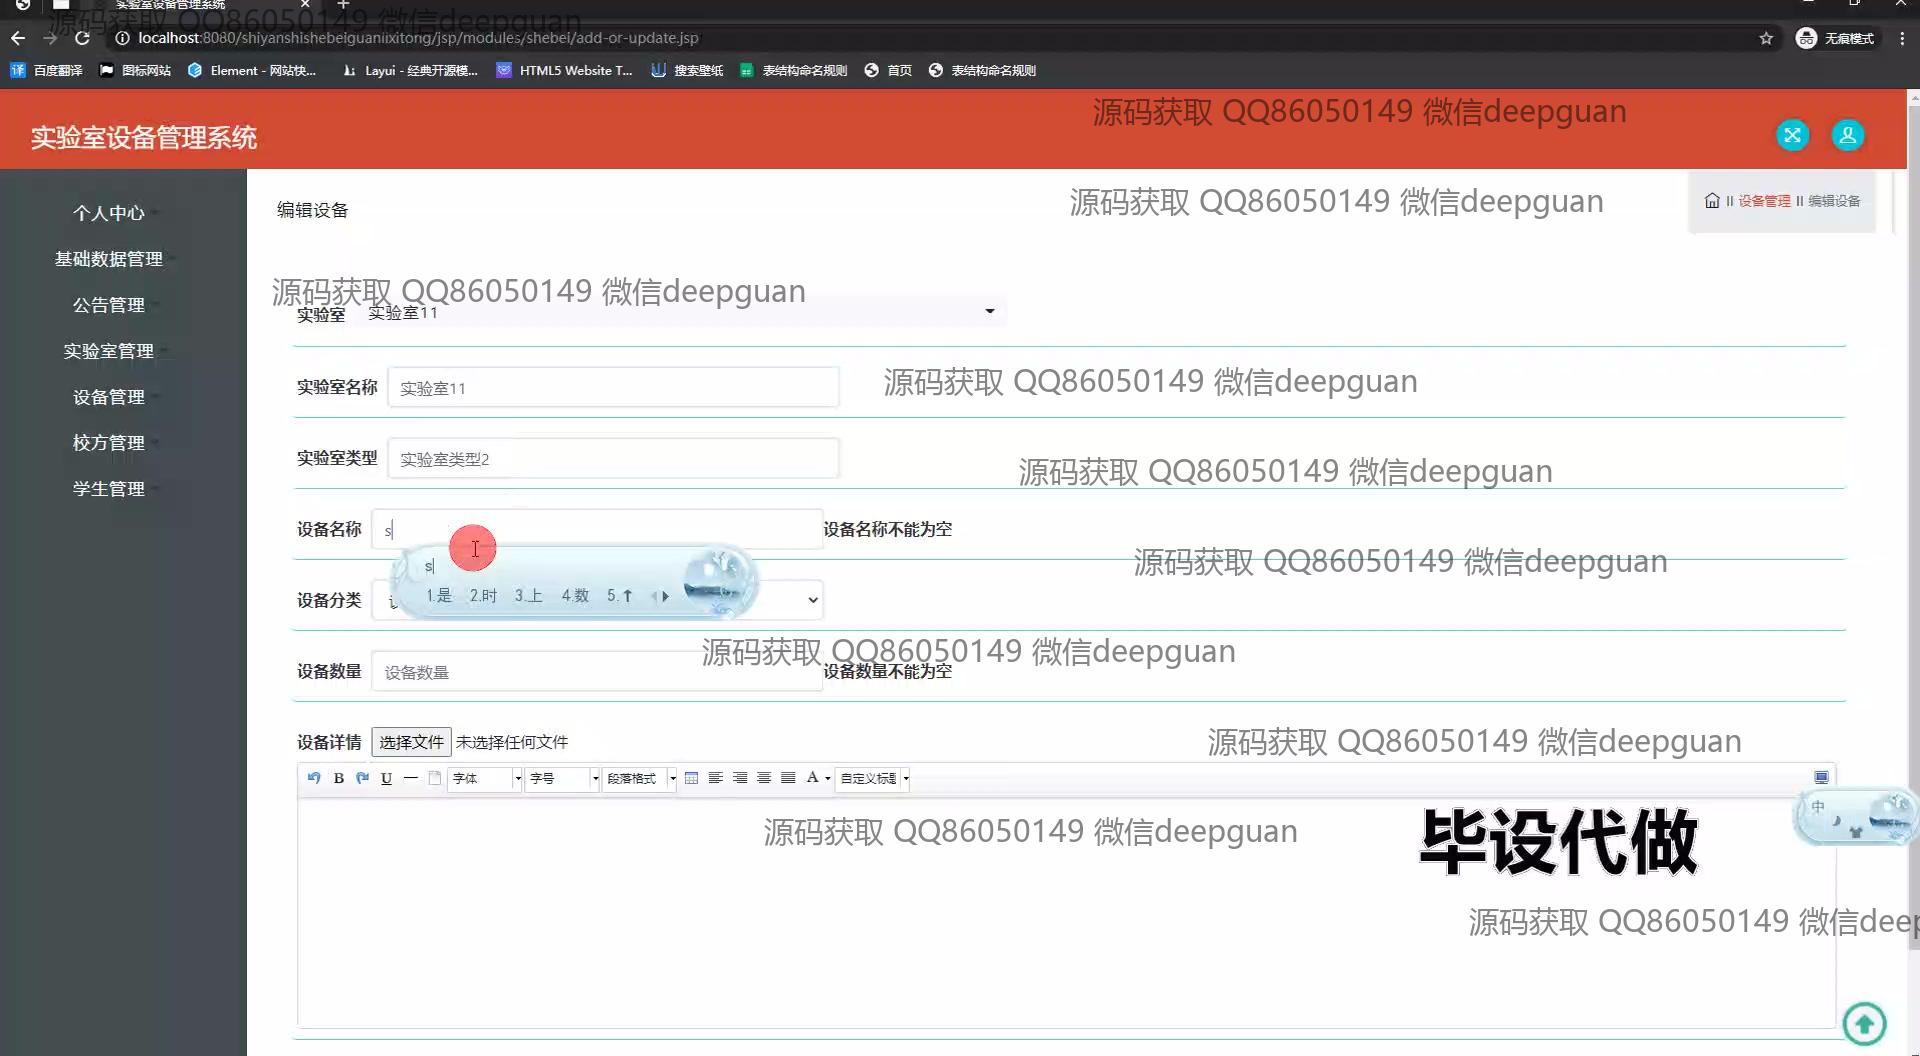 实验室设备管理系统
源码获取 QQ86050149 微信deepguan
localhost:8080/shiyanshishebeiguanlixitong/jsp/modules/shebei/add-or-update.jsp
无痕模式
百度翻译 图标网站 Element - 网站快... Layui - 经典开源模... HTML5 Website T... 搜索壁纸 表结构命名规则 首页 表结构命名规则
源码获取 QQ86050149 微信deepguan
实验室设备管理系统
个人中心
基础数据管理
公告管理
实验室管理
设备管理
校方管理
学生管理
编辑设备
源码获取 QQ86050149 微信deepguan
设备管理 编辑设备
源码获取 QQ86050149 微信deepguan
实验室 实验室11
实验室名称 实验室11
源码获取 QQ86050149 微信deepguan
实验室类型 实验室类型2
源码获取 QQ86050149 微信deepguan
设备名称 s 设备名称不能为空
s
1.是 2.时 3.上 4.数 5.↑
源码获取 QQ86050149 微信deepguan
设备分类
源码获取 QQ86050149 微信deepguan
设备数量 设备数量 设备数量不能为空
设备详情 选择文件 未选择任何文件
源码获取 QQ86050149 微信deepguan
B U 字体 字号 段落格式 A 自定义标题
中
源码获取 QQ86050149 微信deepguan
毕设代做
源码获取 QQ86050149 微信deep